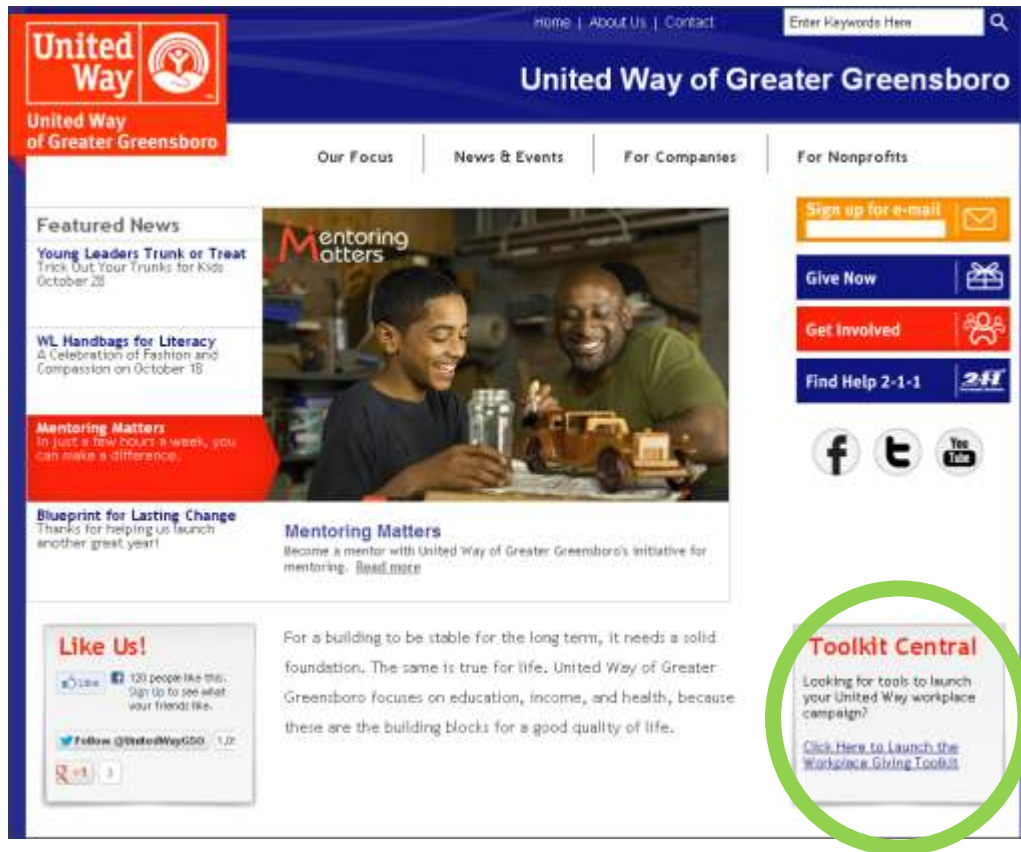 Home | About Us | Contact
Enter Keywords Here
United
Way
United Way
of Greater Greensboro
United Way of Greater Greensboro
Our Focus
News & Events
For Companies
For Nonprofits
Featured News
Young Leaders Trunk or Treat
Trick Out Your Trunks for Kids
October 28
WL Handbags for Literacy
A Celebration of Fashion and
Compassion on October 18
Mentoring Matters
In just a few hours a week, you
can make a difference.
Blueprint for Lasting Change
Thanks for helping us launch
another great year!
Mentoring
Matters
Mentoring Matters
Become a mentor with United Way of Greater Greensboro's initiative for
mentoring. Read more
Sign up for e-mail
Give Now
Get Involved
Find Help 2-1-1
211
f
t
You
Tube
Like Us!
Like
120 people like this.
Sign Up to see what
your friends like.
Follow @UnitedWayGSO
+1
3
For a building to be stable for the long term, it needs a solid
foundation. The same is true for life. United Way of Greater
Greensboro focuses on education, income, and health, because
these are the building blocks for a good quality of life.
Toolkit Central
Looking for tools to launch
your United Way workplace
campaign?
Click Here to Launch the
Workplace Giving Toolkit